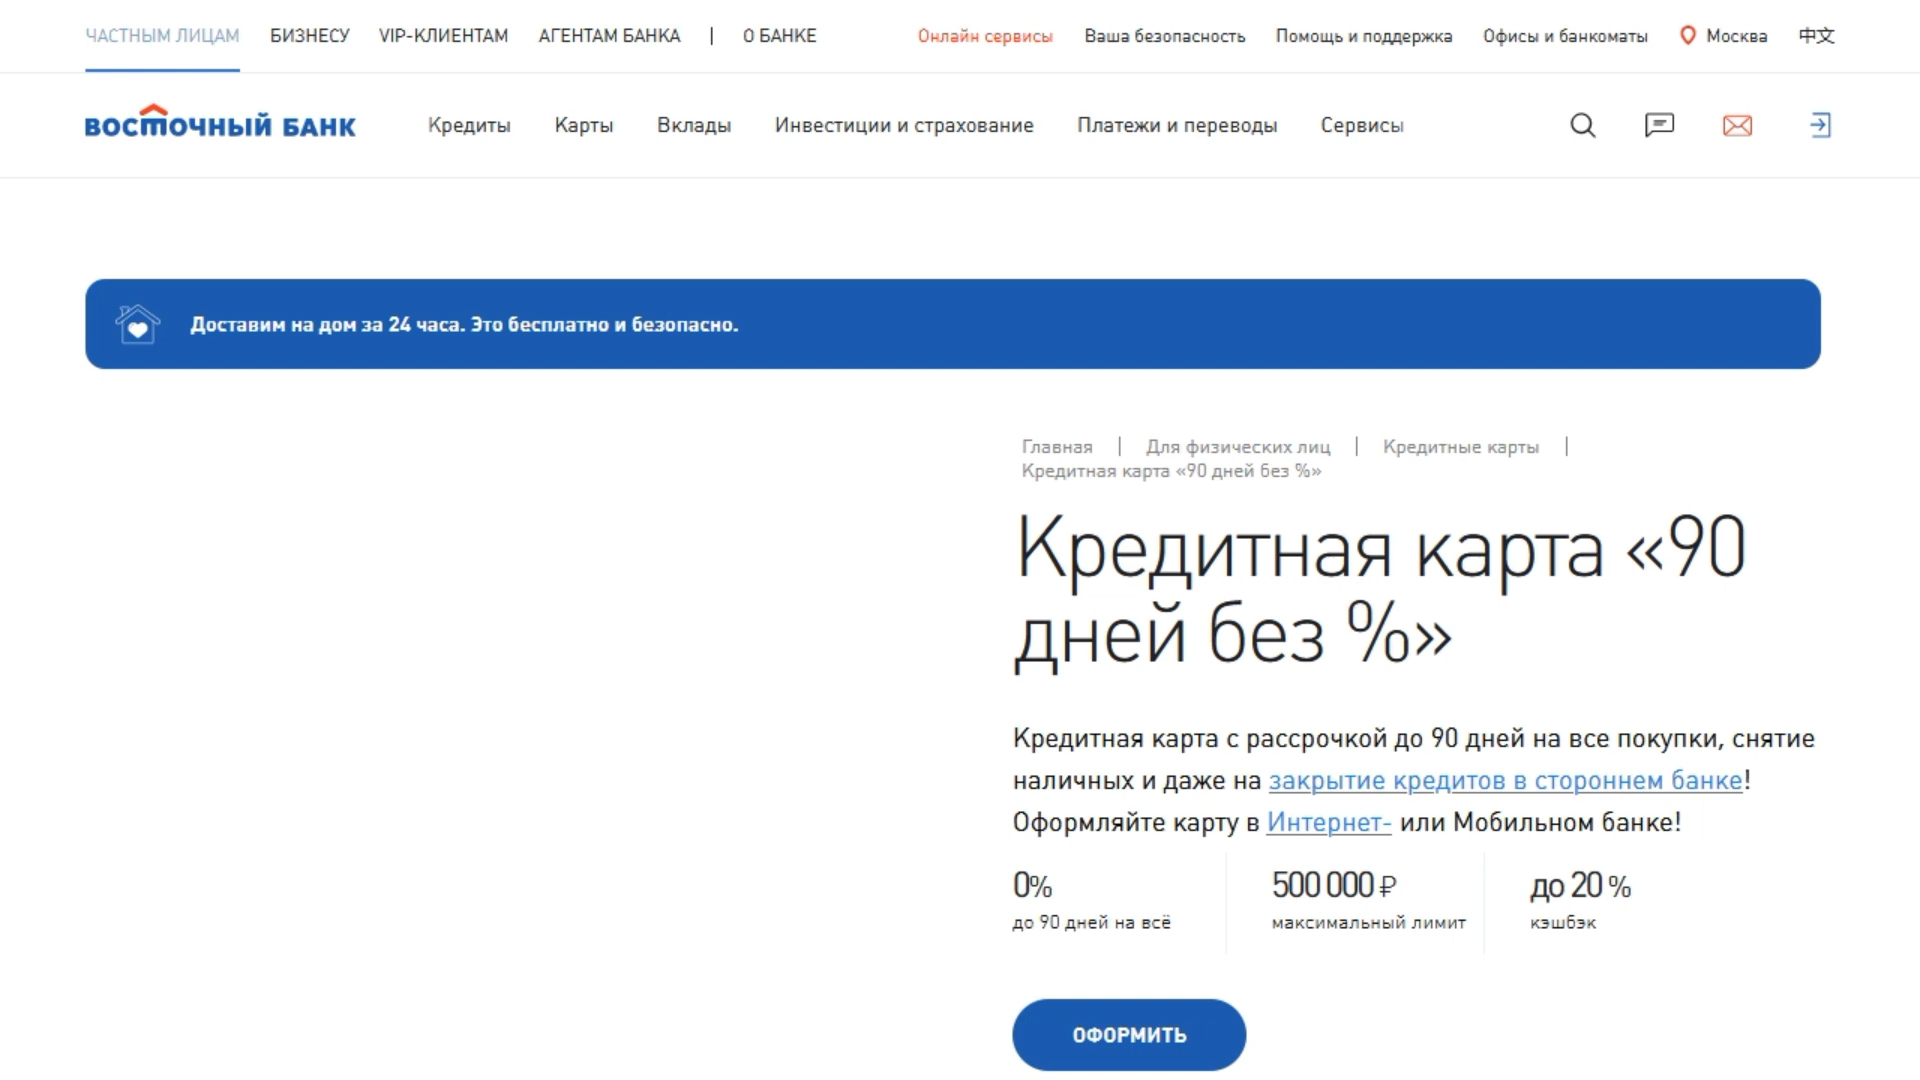 ЧАСТНЫМ ЛИЦАМ БИЗНЕСУ VIP-КЛИЕНТАМ АГЕНТАМ БАНКА | О БАНКЕ Онлайн сервисы Ваша безопасность Помощь и поддержка Офисы и банкоматы Москва 中文
ВОСТОЧНЫЙ БАНК Кредиты Карты Вклады Инвестиции и страхование Платежи и переводы Сервисы
Доставим на дом за 24 часа. Это бесплатно и безопасно.
Главная | Для физических лиц | Кредитные карты |
Кредитная карта «90 дней без %»
Кредитная карта «90
дней без %»
Кредитная карта с рассрочкой до 90 дней на все покупки, снятие
наличных и даже на закрытие кредитов в стороннем банке!
Оформляйте карту в Интернет- или Мобильном банке!
0% 500 000 ₽ до 20 %
до 90 дней на всё максимальный лимит кэшбэк
ОФОРМИТЬ